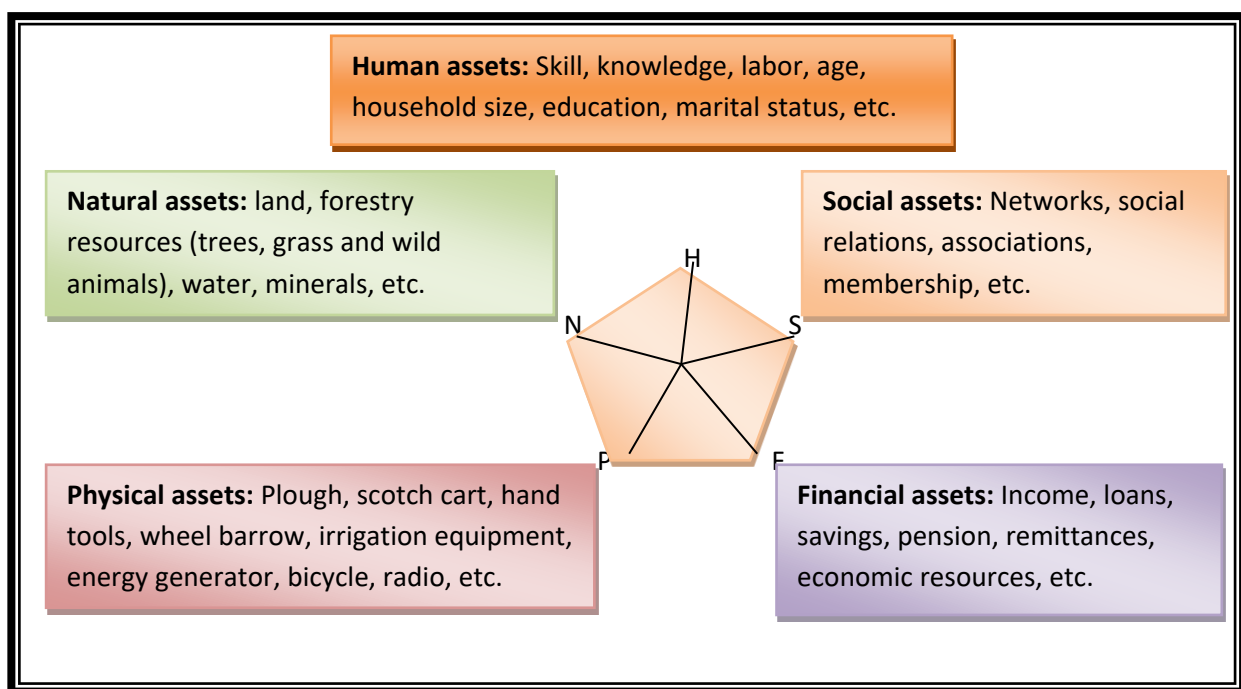 Human assets: Skill, knowledge, labor, age,
household size, education, marital status, etc.
Natural assets: land, forestry
resources (trees, grass and wild
animals), water, minerals, etc.
Social assets: Networks, social
relations, associations,
membership, etc.
H
N
S
P
F
Physical assets: Plough, scotch cart, hand
tools, wheel barrow, irrigation equipment,
energy generator, bicycle, radio, etc.
Financial assets: Income, loans,
savings, pension, remittances,
economic resources, etc.